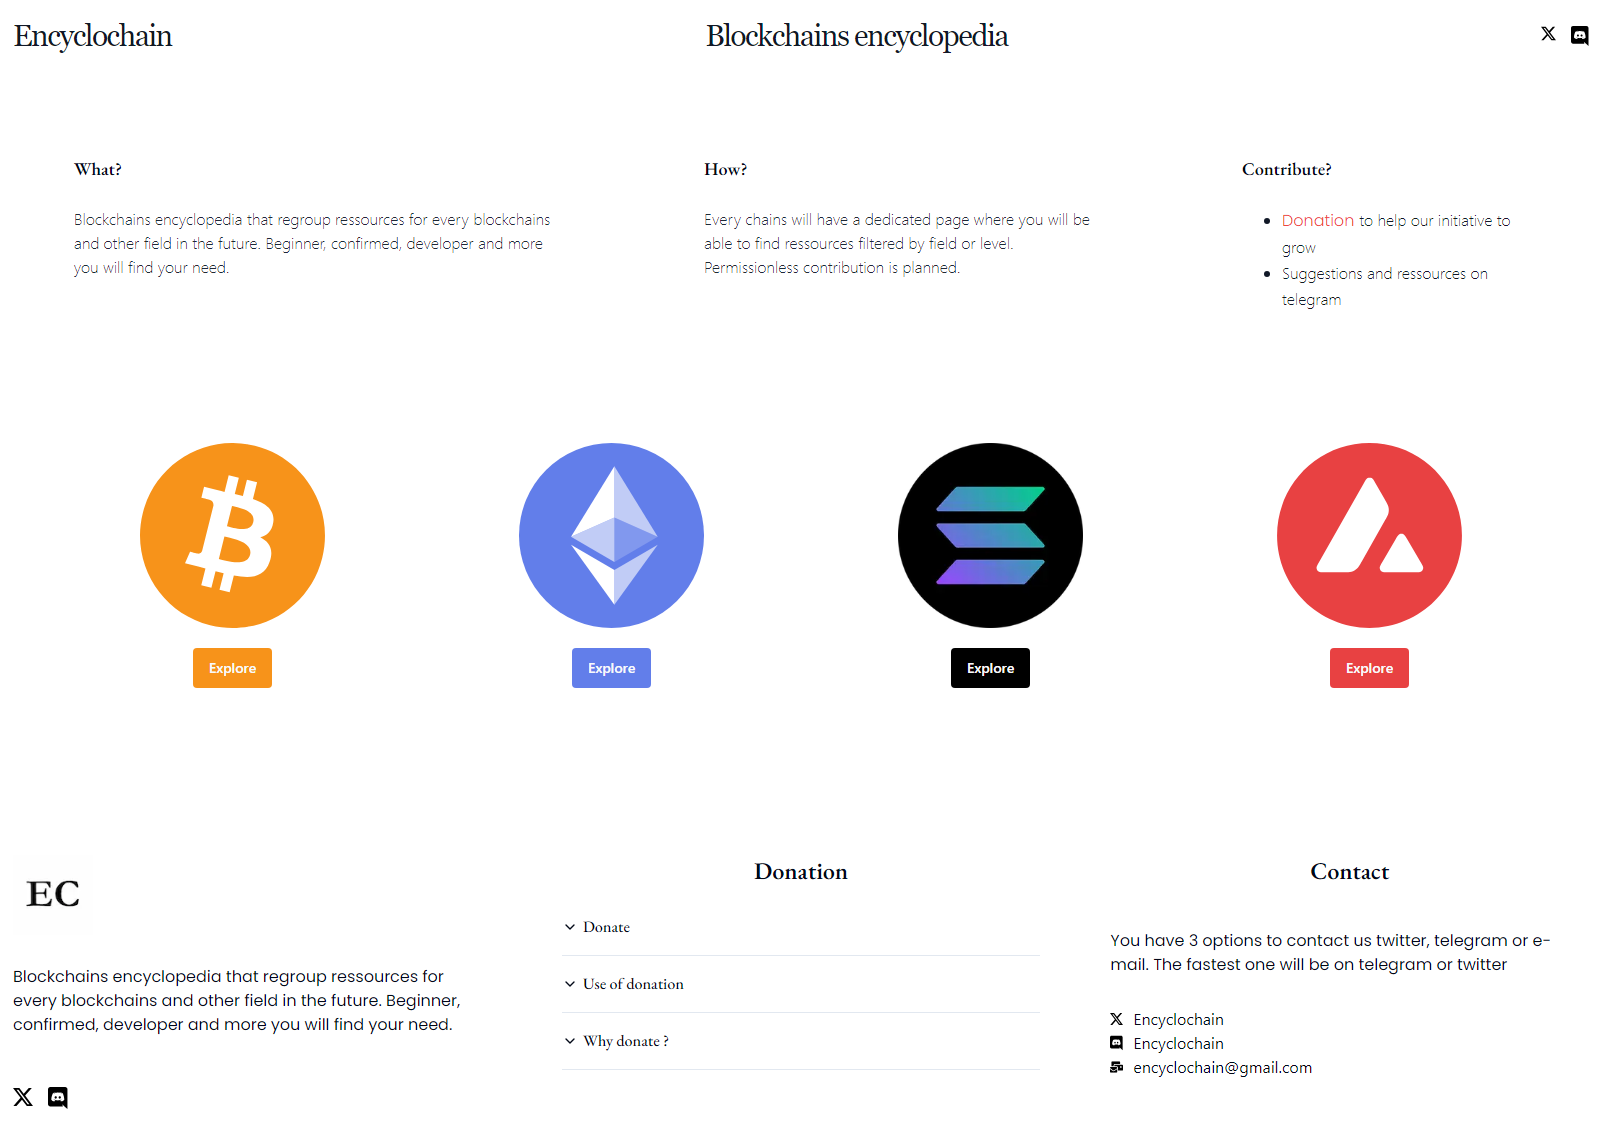 Encyclochain
Blockchains encyclopedia
What?
Blockchains encyclopedia that regroup ressources for every blockchains
and other field in the future. Beginner, confirmed, developer and more
you will find your need.
How?
Every chains will have a dedicated page where you will be
able to find ressources filtered by field or level.
Permissionless contribution is planned.
Contribute?
Donation to help our initiative to
grow
Suggestions and ressources on
telegram
Explore
Explore
Explore
Explore
EC
Blockchains encyclopedia that regroup ressources for
every blockchains and other field in the future. Beginner,
confirmed, developer and more you will find your need.
Donation
Donate
Use of donation
Why donate ?
Contact
You have 3 options to contact us twitter, telegram or e-
mail. The fastest one will be on telegram or twitter
Encyclochain
Encyclochain
encyclochain@gmail.com